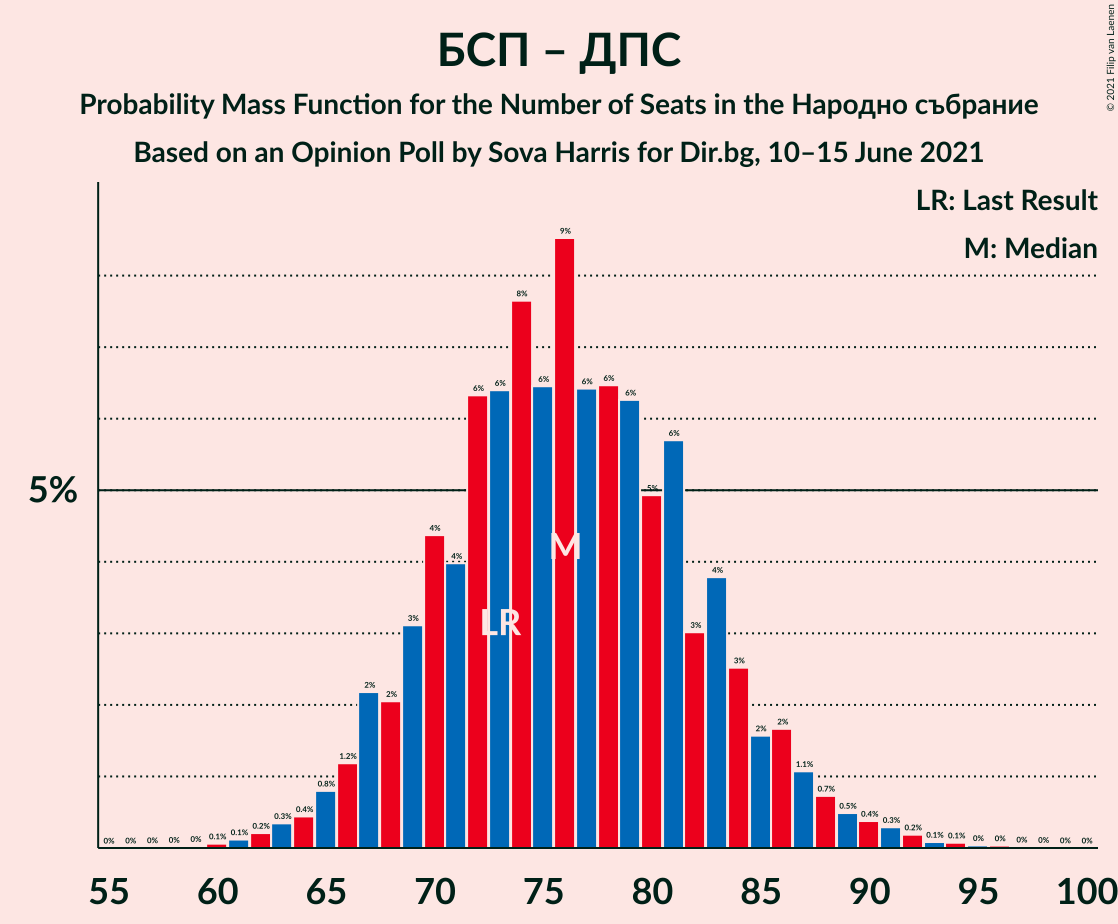 БСП – ДПС
Probability Mass Function for the Number of Seats in the Народно събрание
Based on an Opinion Poll by Sova Harris for Dir.bg, 10–15 June 2021
© 2021 Filip van Laenen
LR: Last Result
M: Median
5%
0% 0% 0% 0% 0% 0.1% 0.1% 0.2% 0.3% 0.4% 0.8% 1.2% 2% 2% 3% 4% 4% 6% 6% 8% 6% 9% 6% 6% 6% 5% 6% 3% 4% 3% 2% 2% 1.1% 0.7% 0.5% 0.4% 0.3% 0.2% 0.1% 0.1% 0% 0% 0% 0% 0% 0%
M
LR
55 60 65 70 75 80 85 90 95 100